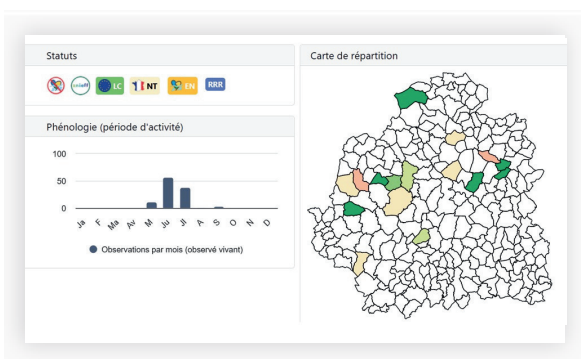 Statuts
LC
NT
EN
RRR
Phénologie (période d'activité)
100
50
0
Ja F Ma Av M Ju Jl A S O N D
Observations par mois (observé vivant)
Carte de répartition